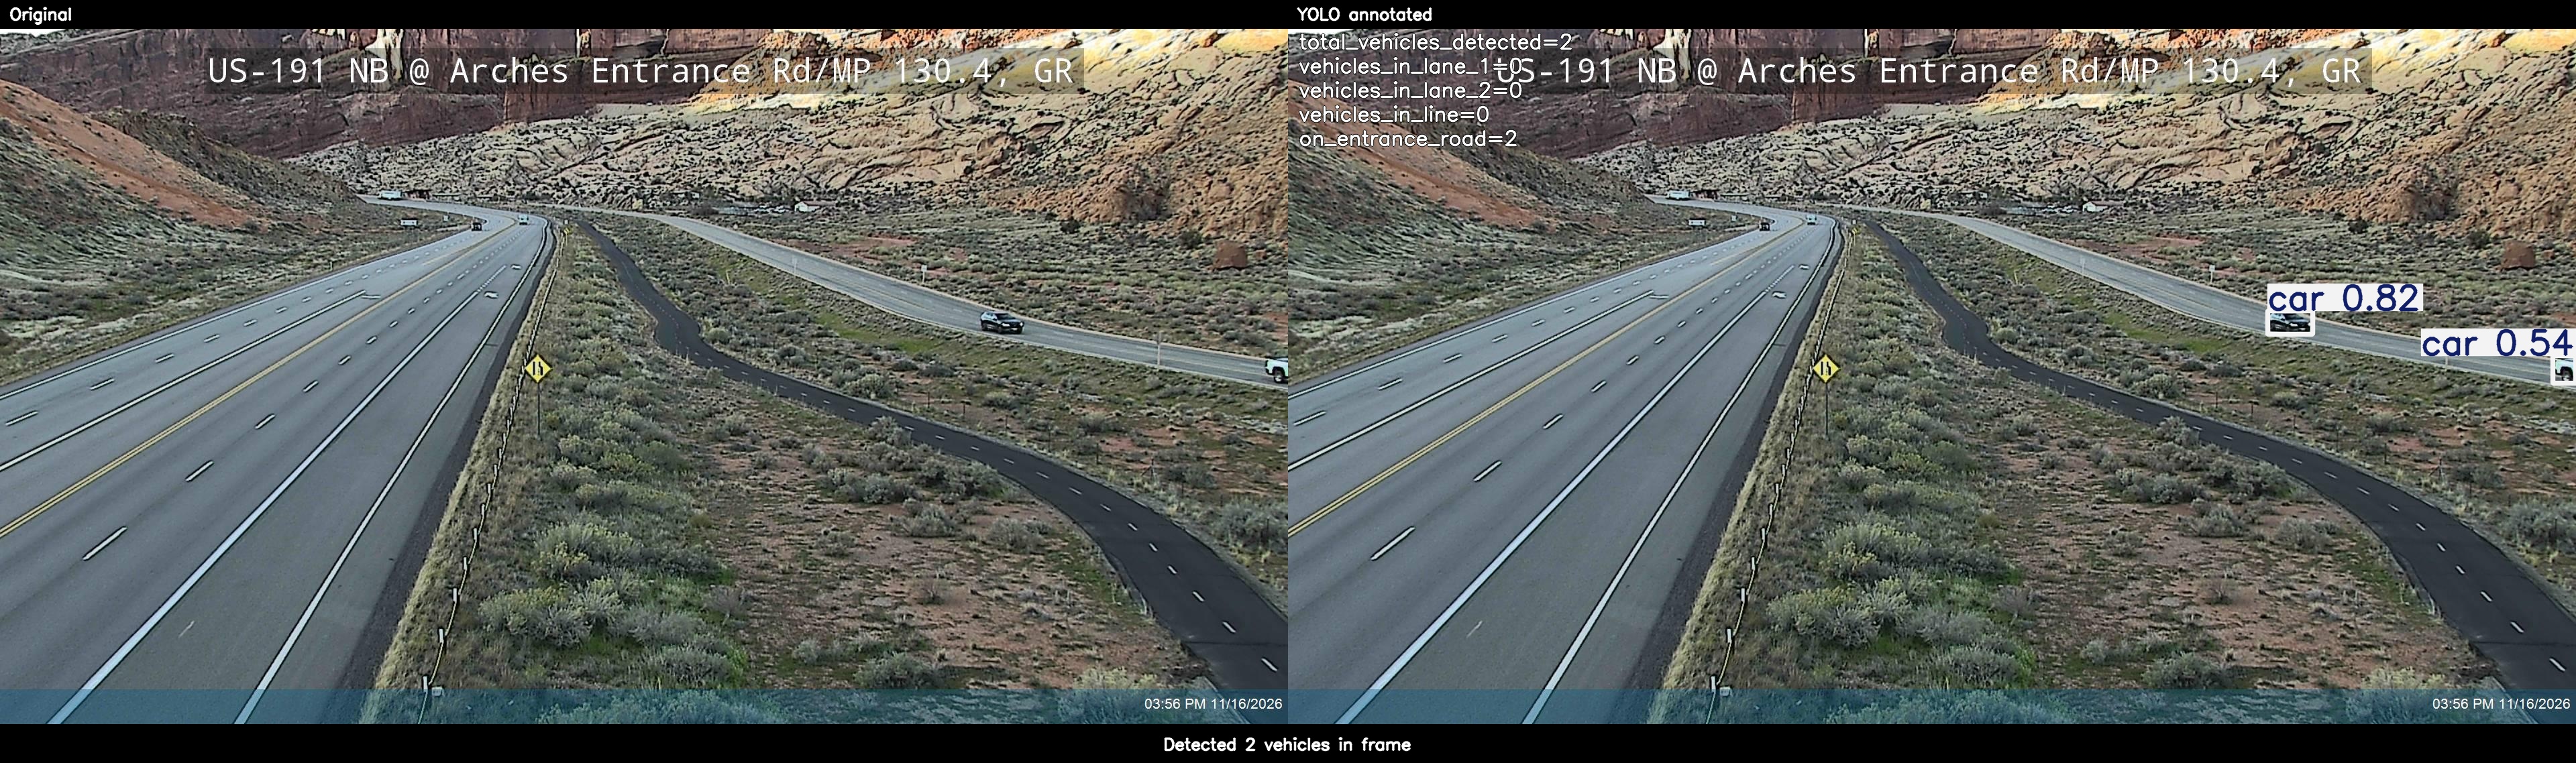 Original
US-191 NB @ Arches Entrance Rd/MP 130.4, GR
03:56 PM 11/16/2026
YOLO annotated
total_vehicles_detected=2
vehicles_in_lane_1=0
US-191 NB @ Arches Entrance Rd/MP 130.4, GR
vehicles_in_lane_2=0
vehicles_in_line=0
on_entrance_road=2
car 0.82
car 0.54
03:56 PM 11/16/2026
Detected 2 vehicles in frame